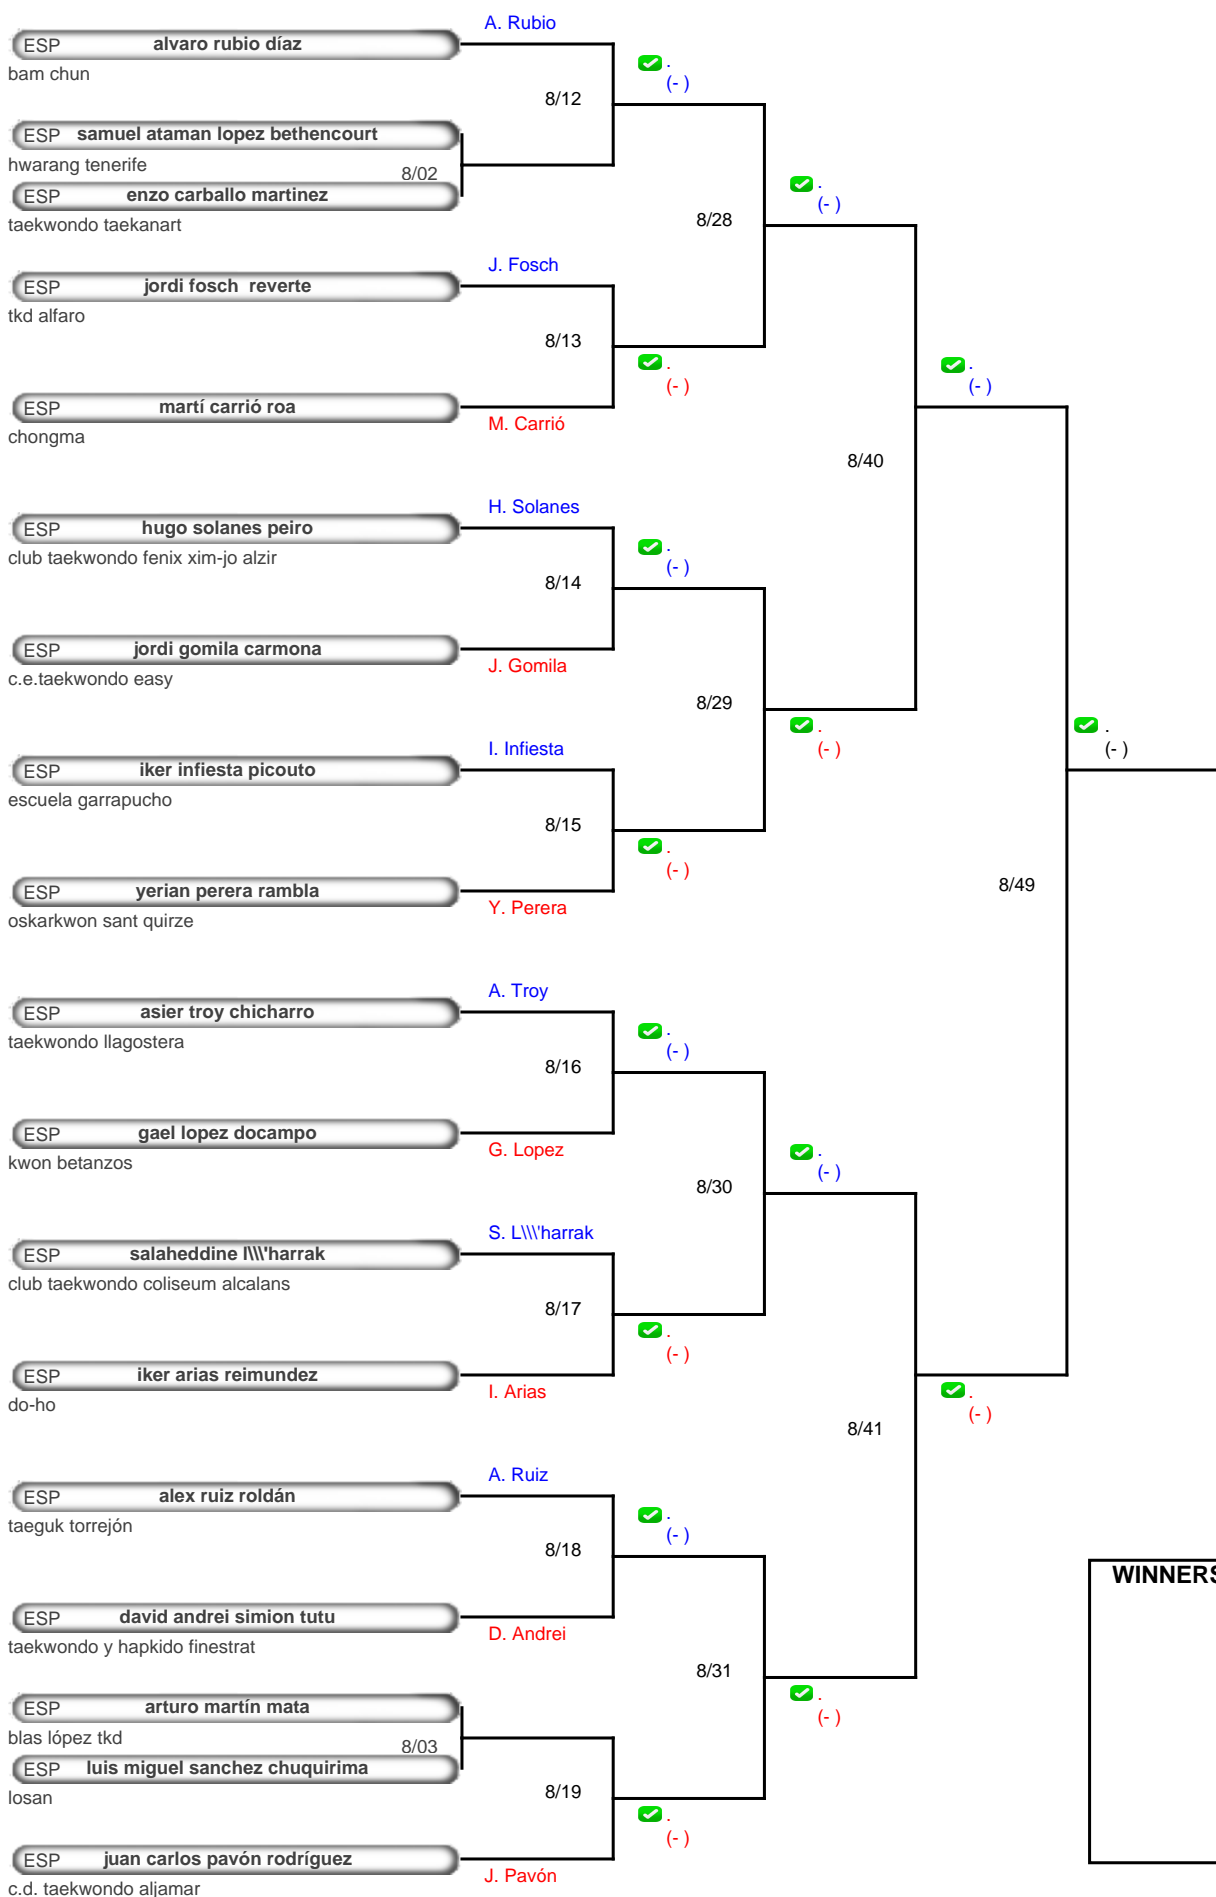 A. Rubio
ESP alvaro rubio díaz
bam chun
.
(- )
8/12
ESP samuel ataman lopez bethencourt
hwarang tenerife
8/02
ESP enzo carballo martinez
taekwondo taekanart
.
(- )
8/28
J. Fosch
ESP jordi fosch  reverte
tkd alfaro
8/13
.
(- )
.
(- )
ESP martí carrió roa
chongma
M. Carrió
8/40
H. Solanes
ESP hugo solanes peiro
club taekwondo fenix xim-jo alzir
.
(- )
8/14
ESP jordi gomila carmona
c.e.taekwondo easy
J. Gomila
8/29
.
(- )
.
(- )
I. Infiesta
ESP iker infiesta picouto
escuela garrapucho
8/15
.
(- )
ESP yerian perera rambla
oskarkwon sant quirze
Y. Perera
8/49
A. Troy
ESP asier troy chicharro
taekwondo llagostera
.
(- )
8/16
ESP gael lopez docampo
kwon betanzos
G. Lopez
.
(- )
8/30
S. L\\\'harrak
ESP salaheddine l\\\'harrak
club taekwondo coliseum alcalans
8/17
.
(- )
ESP iker arias reimundez
do-ho
I. Arias
.
(- )
8/41
A. Ruiz
ESP alex ruiz roldán
taeguk torrejón
.
(- )
8/18
WINNERS
ESP david andrei simion tutu
taekwondo y hapkido finestrat
D. Andrei
8/31
.
(- )
ESP arturo martín mata
blas lópez tkd
8/03
ESP luis miguel sanchez chuquirima
losan
8/19
.
(- )
ESP juan carlos pavón rodríguez
c.d. taekwondo aljamar
J. Pavón